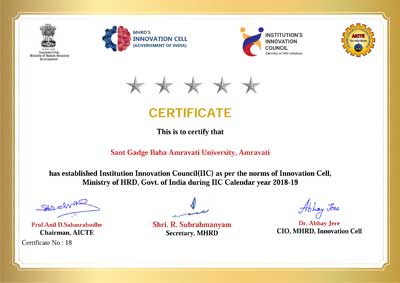 Government of India
Ministry of Human Resource
Development
MHRD'S
INNOVATION CELL
(GOVERNMENT OF INDIA)
INSTITUTION'S
INNOVATION
COUNCIL
(Ministry of HRD Initiative)
AICTE
CERTIFICATE
This is to certify that
Sant Gadge Baba Amravati University, Amravati
has established Institution Innovation Council(IIC) as per the norms of Innovation Cell,
Ministry of HRD, Govt. of India during IIC Calendar year 2018-19
Prof.Anil D.Sahasrabudhe
Chairman, AICTE
Shri. R. Subrahmanyam
Secretary, MHRD
Abhay Jere
Dr. Abhay Jere
CIO, MHRD, Innovation Cell
Certificate No : 18